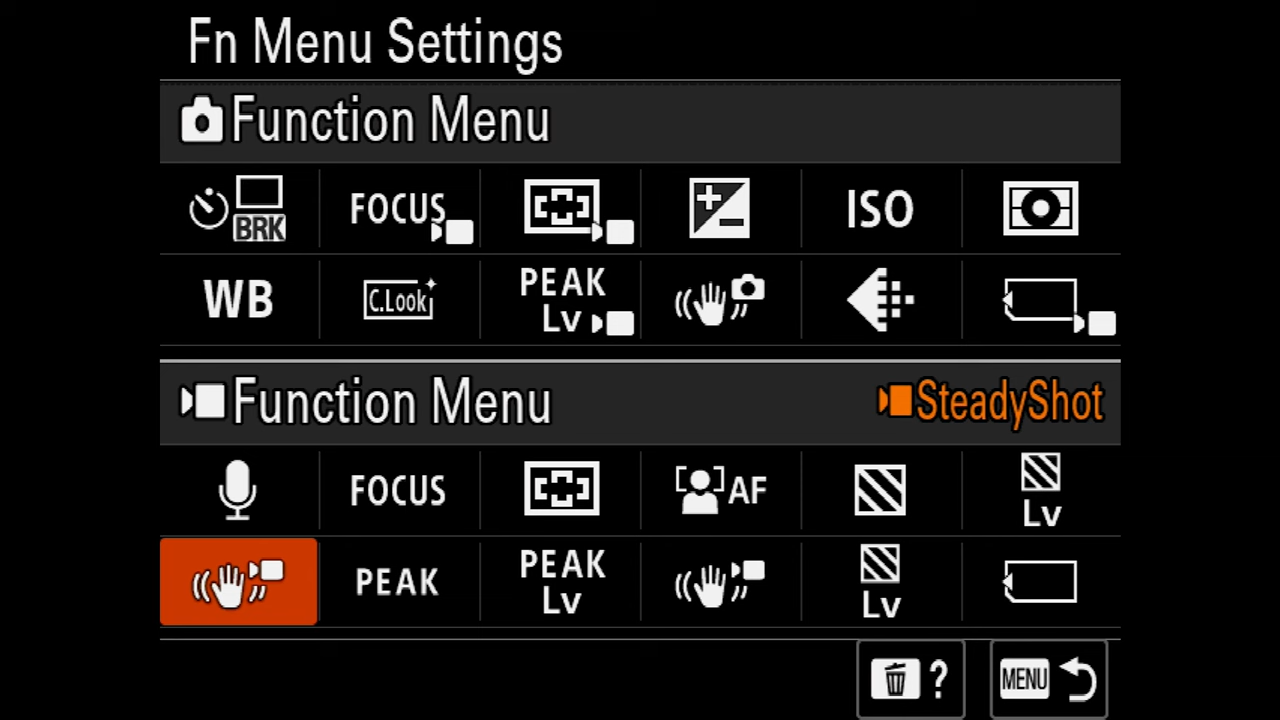 Fn Menu Settings
Function Menu
BRK FOCUS ISO
WB C.Look PEAK Lv
Function Menu SteadyShot
FOCUS AF Lv
PEAK PEAK Lv Lv
? MENU